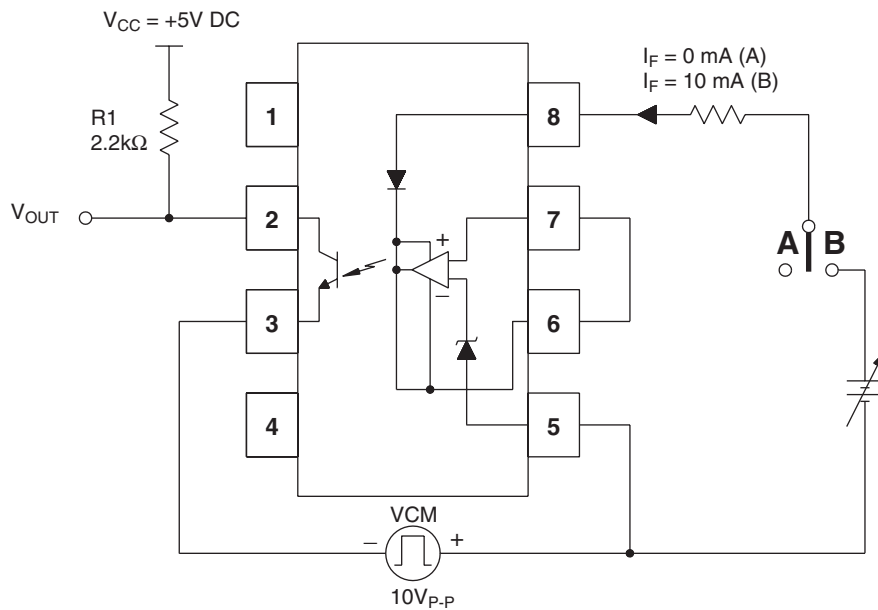 V_CC = +5V DC
R1
2.2kΩ
V_OUT
1
2
3
4
8
7
6
5
+
–
I_F = 0 mA (A)
I_F = 10 mA (B)
A B
VCM
– +
10V_P-P